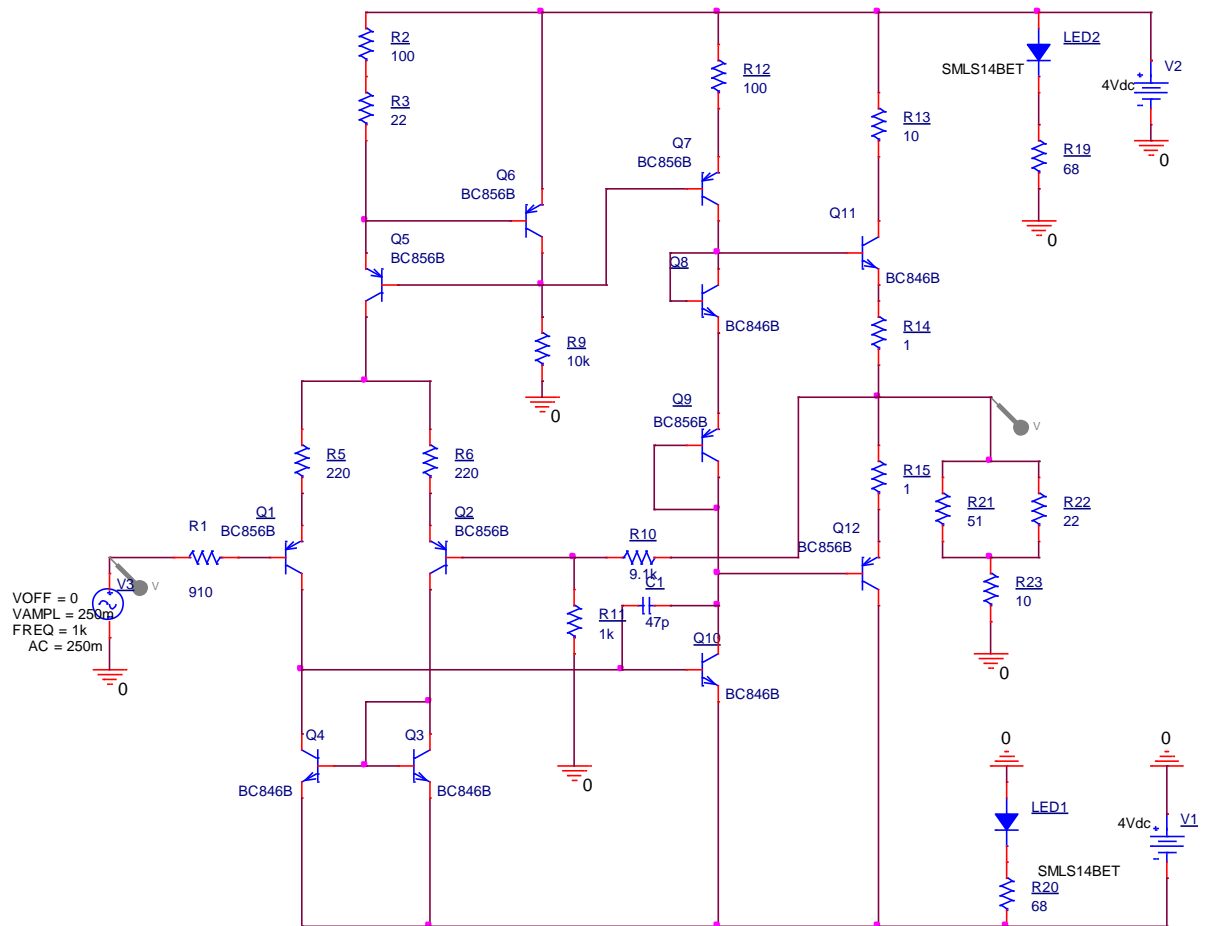 R2
100
R3
22
Q6
BC856B
Q5
BC856B
R12
100
Q7
BC856B
R13
10
LED2
SMLS14BET
V2
4Vdc
R19
68
0
0
Q11
BC846B
Q8
BC846B
R14
1
R9
10k
0
Q9
BC856B
V
R5
220
R6
220
R15
1
R21
51
R22
22
R1
910
Q1
BC856B
Q2
BC856B
R10
9.1k
Q12
BC856B
V
V3
VOFF = 0
VAMPL = 250m
FREQ = 1k
AC = 250m
0
C1
47p
R11
1k
R23
10
0
Q10
BC846B
Q4
BC846B
Q3
BC846B
0
0
0
LED1
SMLS14BET
4Vdc
V1
R20
68